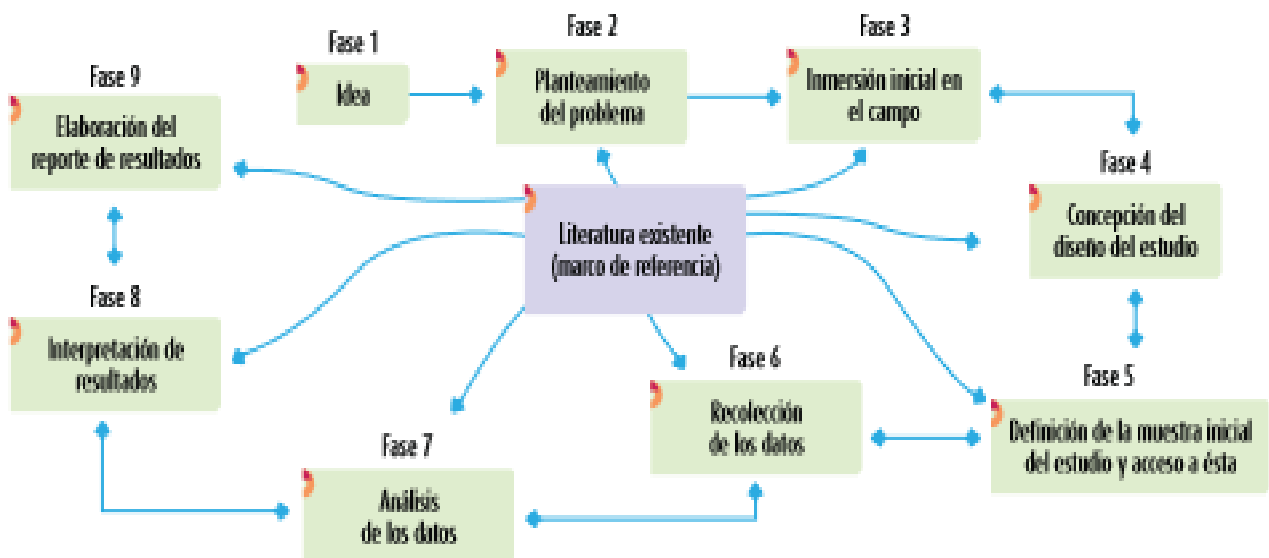 Fase 1
Idea
Fase 2
Planteamiento
del problema
Fase 3
Inmersión inicial en
el campo
Fase 4
Concepción del
diseño del estudio
Fase 5
Definición de la muestra inicial
del estudio y acceso a ésta
Fase 6
Recolección
de los datos
Fase 7
Análisis
de los datos
Fase 8
Interpretación de
resultados
Fase 9
Elaboración del
reporte de resultados
Literatura existente
(marco de referencia)